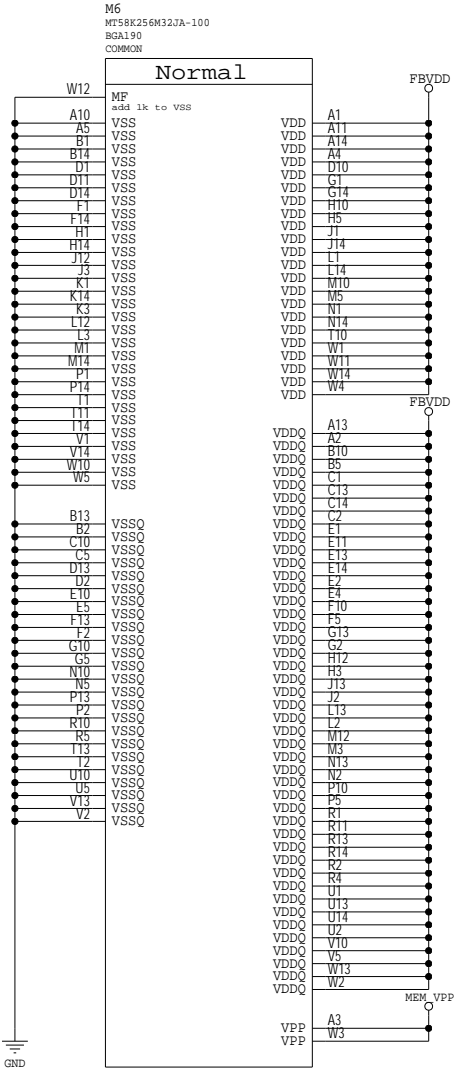 M6
MT58K256M32JA-100
BGA190
COMMON
Normal
W12 MF
add 1k to VSS
A10 VSS
A5 VSS
B1 VSS
B14 VSS
D1 VSS
D11 VSS
D14 VSS
F1 VSS
F14 VSS
H1 VSS
H14 VSS
J12 VSS
J3 VSS
K1 VSS
K14 VSS
K3 VSS
L12 VSS
L3 VSS
M1 VSS
M14 VSS
P1 VSS
P14 VSS
T1 VSS
T11 VSS
T14 VSS
V1 VSS
V14 VSS
W10 VSS
W5 VSS
B13 VSSQ
B2 VSSQ
C10 VSSQ
C5 VSSQ
D13 VSSQ
D2 VSSQ
E10 VSSQ
E5 VSSQ
F13 VSSQ
F2 VSSQ
G10 VSSQ
G5 VSSQ
N10 VSSQ
N5 VSSQ
P13 VSSQ
P2 VSSQ
R10 VSSQ
R5 VSSQ
T13 VSSQ
T2 VSSQ
U10 VSSQ
U5 VSSQ
V13 VSSQ
V2 VSSQ
GND
FBVDD
VDD A1
VDD A11
VDD A14
VDD A4
VDD D10
VDD G1
VDD G14
VDD H10
VDD H5
VDD J1
VDD J14
VDD L1
VDD L14
VDD M10
VDD M5
VDD N1
VDD N14
VDD T10
VDD W1
VDD W11
VDD W14
VDD W4
FBVDD
VDDQ A13
VDDQ A2
VDDQ B10
VDDQ B5
VDDQ C1
VDDQ C13
VDDQ C14
VDDQ C2
VDDQ E1
VDDQ E11
VDDQ E13
VDDQ E14
VDDQ E2
VDDQ E4
VDDQ F10
VDDQ F5
VDDQ G13
VDDQ G2
VDDQ H12
VDDQ H3
VDDQ J13
VDDQ J2
VDDQ L13
VDDQ L2
VDDQ M12
VDDQ M3
VDDQ N13
VDDQ N2
VDDQ P10
VDDQ P5
VDDQ R1
VDDQ R11
VDDQ R13
VDDQ R14
VDDQ R2
VDDQ R4
VDDQ U1
VDDQ U13
VDDQ U14
VDDQ U2
VDDQ V10
VDDQ V5
VDDQ W13
VDDQ W2
MEM_VPP
VPP A3
VPP W3